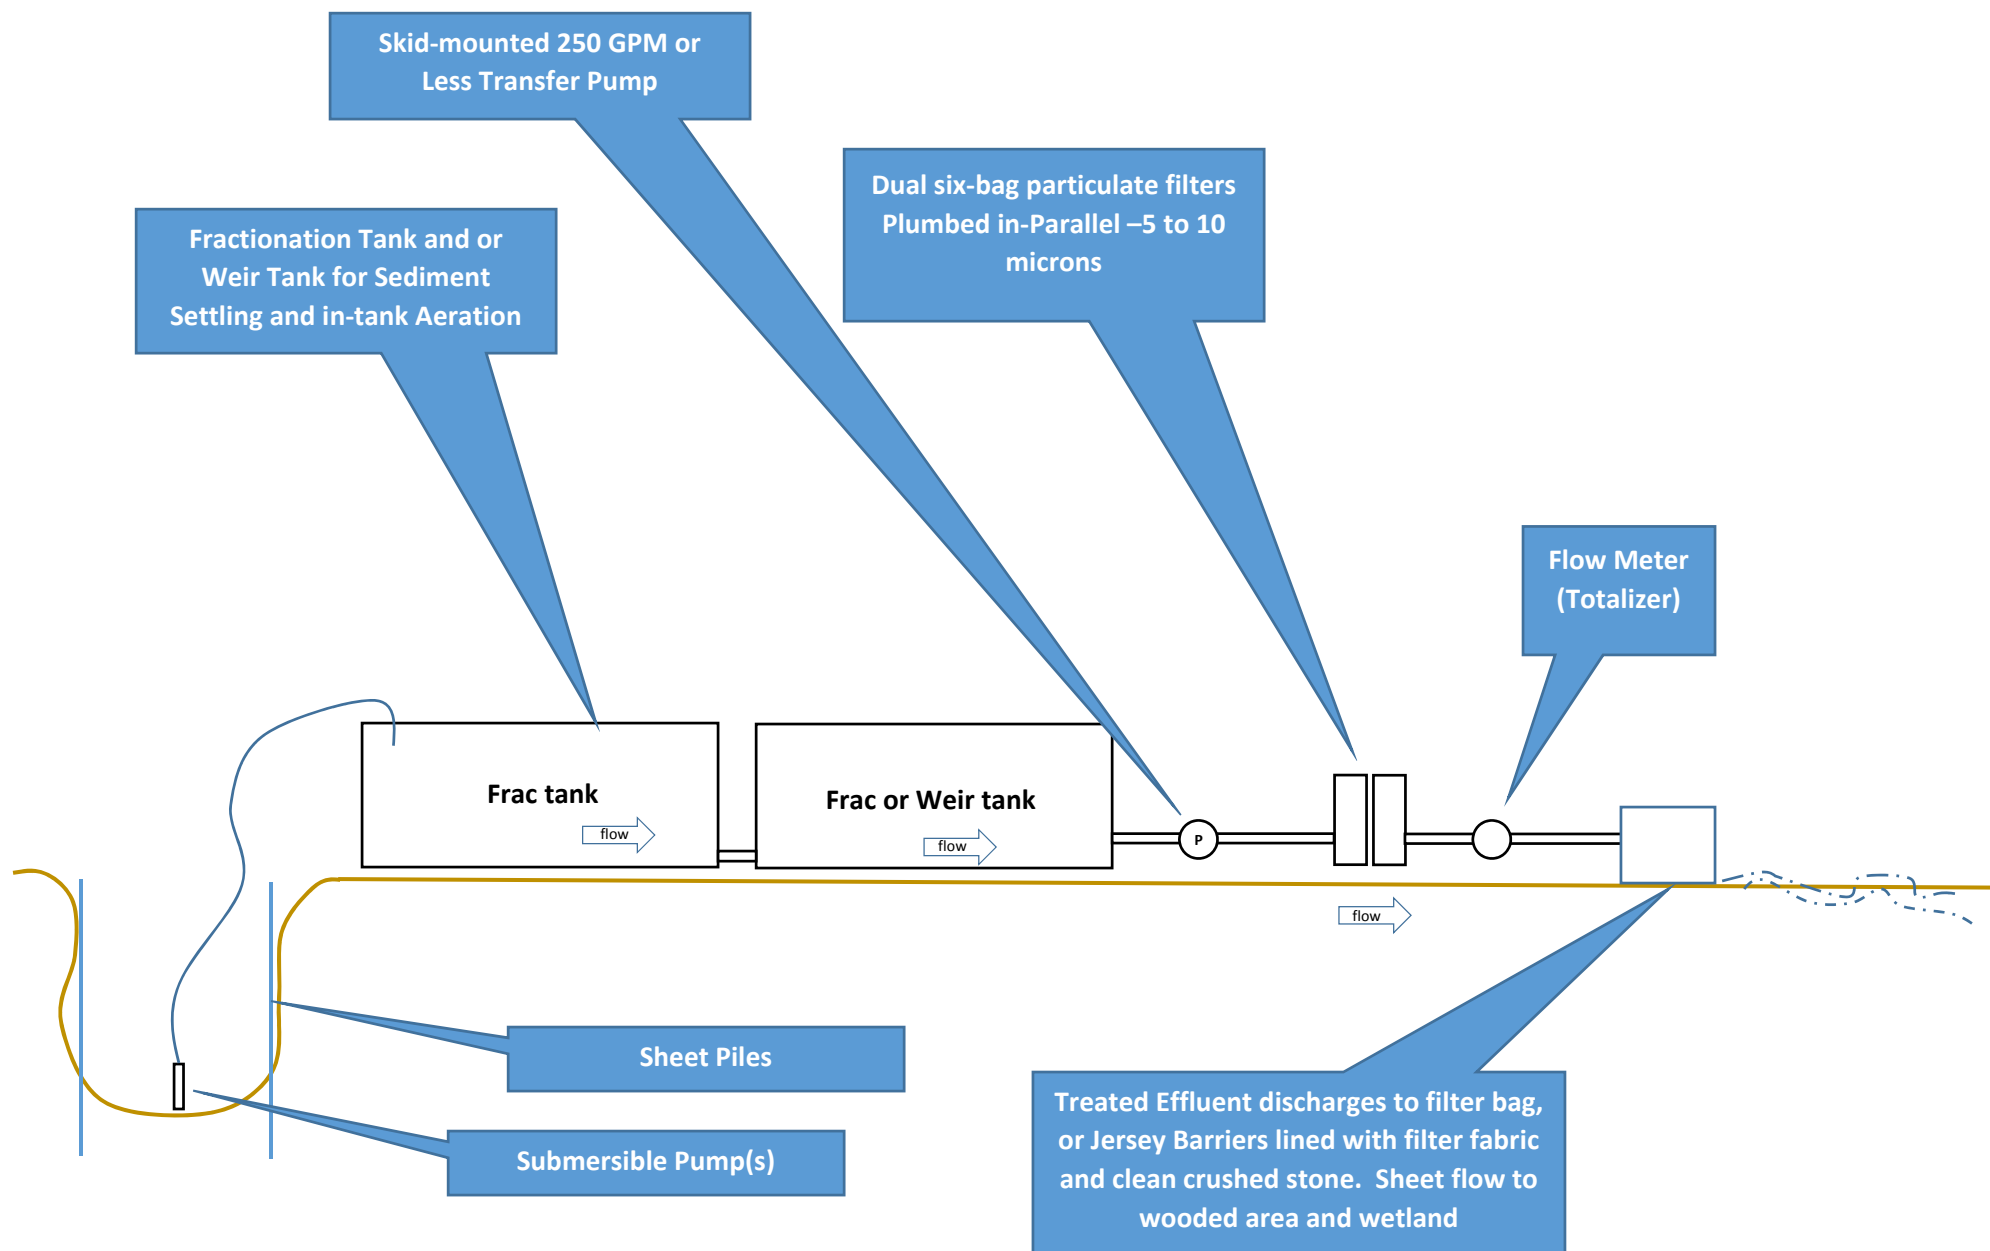 Skid-mounted 250 GPM or
Less Transfer Pump
Dual six-bag particulate filters
Plumbed in-Parallel –5 to 10
microns
Fractionation Tank and or
Weir Tank for Sediment
Settling and in-tank Aeration
Flow Meter
(Totalizer)
Frac tank
flow
Frac or Weir tank
flow
P
flow
Sheet Piles
Submersible Pump(s)
Treated Effluent discharges to filter bag,
or Jersey Barriers lined with filter fabric
and clean crushed stone.  Sheet flow to
wooded area and wetland